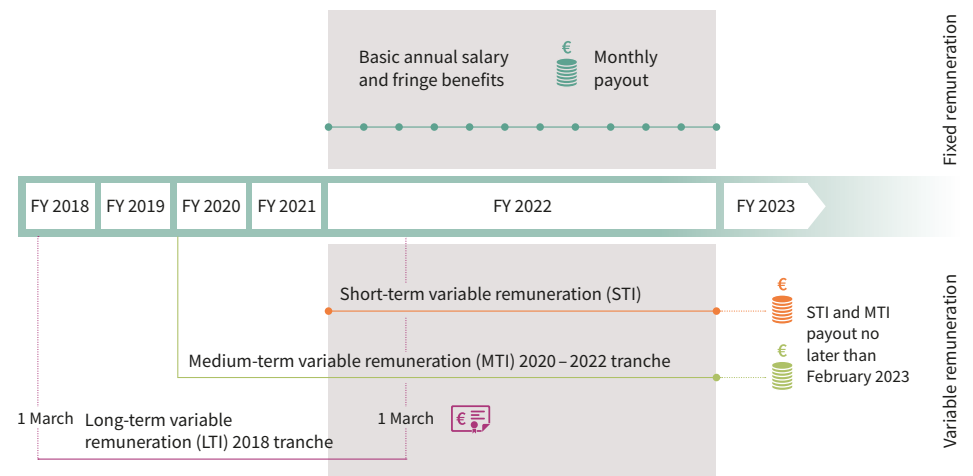 Basic annual salary
and fringe benefits
€
Monthly
payout
Fixed remuneration
FY 2018
FY 2019
FY 2020
FY 2021
FY 2022
FY 2023
Short-term variable remuneration (STI)
€
STI and MTI
payout no
later than
February 2023
€
Medium-term variable remuneration (MTI) 2020 – 2022 tranche
1 March
Long-term variable
remuneration (LTI) 2018 tranche
1 March
€
Variable remuneration